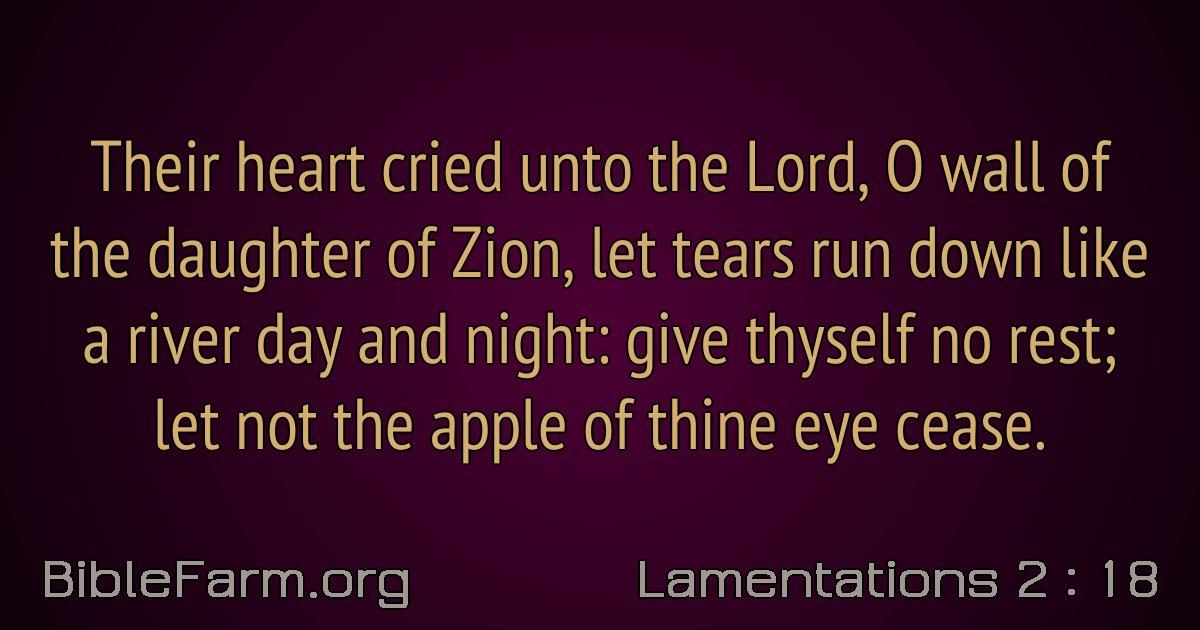 Their heart cried unto the Lord, O wall of
the daughter of Zion, let tears run down like
a river day and night: give thyself no rest;
let not the apple of thine eye cease.
BibleFarm.org
Lamentations 2 : 18